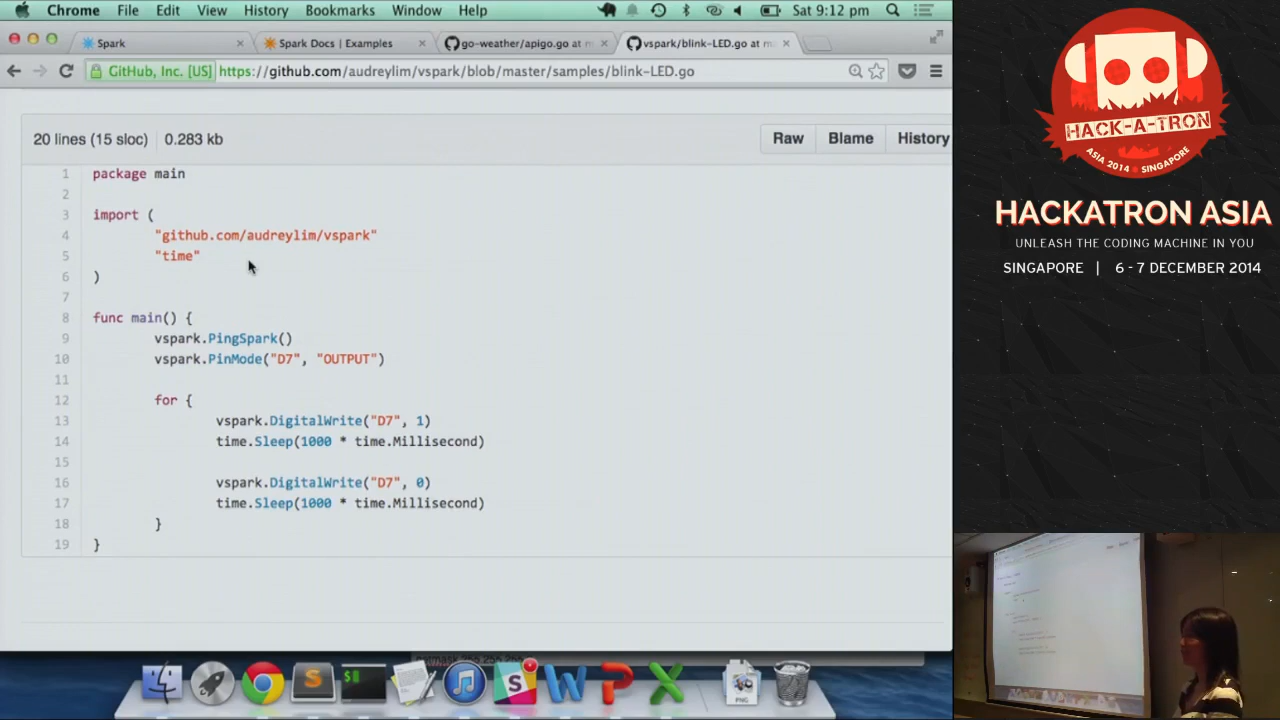 Chrome File Edit View History Bookmarks Window Help Sat 9:12 pm
Spark
Spark Docs | Examples
go-weather/apigo.go at m
vspark/blink-LED.go at m
GitHub, Inc. [US] https://github.com/audreylim/vspark/blob/master/samples/blink-LED.go
20 lines (15 sloc) 0.283 kb
Raw Blame History
1 package main
2
3 import (
4 "github.com/audreylim/vspark"
5 "time"
6 )
7
8 func main() {
9 vspark.PingSpark()
10 vspark.PinMode("D7", "OUTPUT")
11
12 for {
13 vspark.DigitalWrite("D7", 1)
14 time.Sleep(1000 * time.Millisecond)
15
16 vspark.DigitalWrite("D7", 0)
17 time.Sleep(1000 * time.Millisecond)
18 }
19 }
PNG
HACK-A-TRON
ASIA 2014 SINGAPORE
HACKATRON ASIA
UNLEASH THE CODING MACHINE IN YOU
SINGAPORE | 6 - 7 DECEMBER 2014